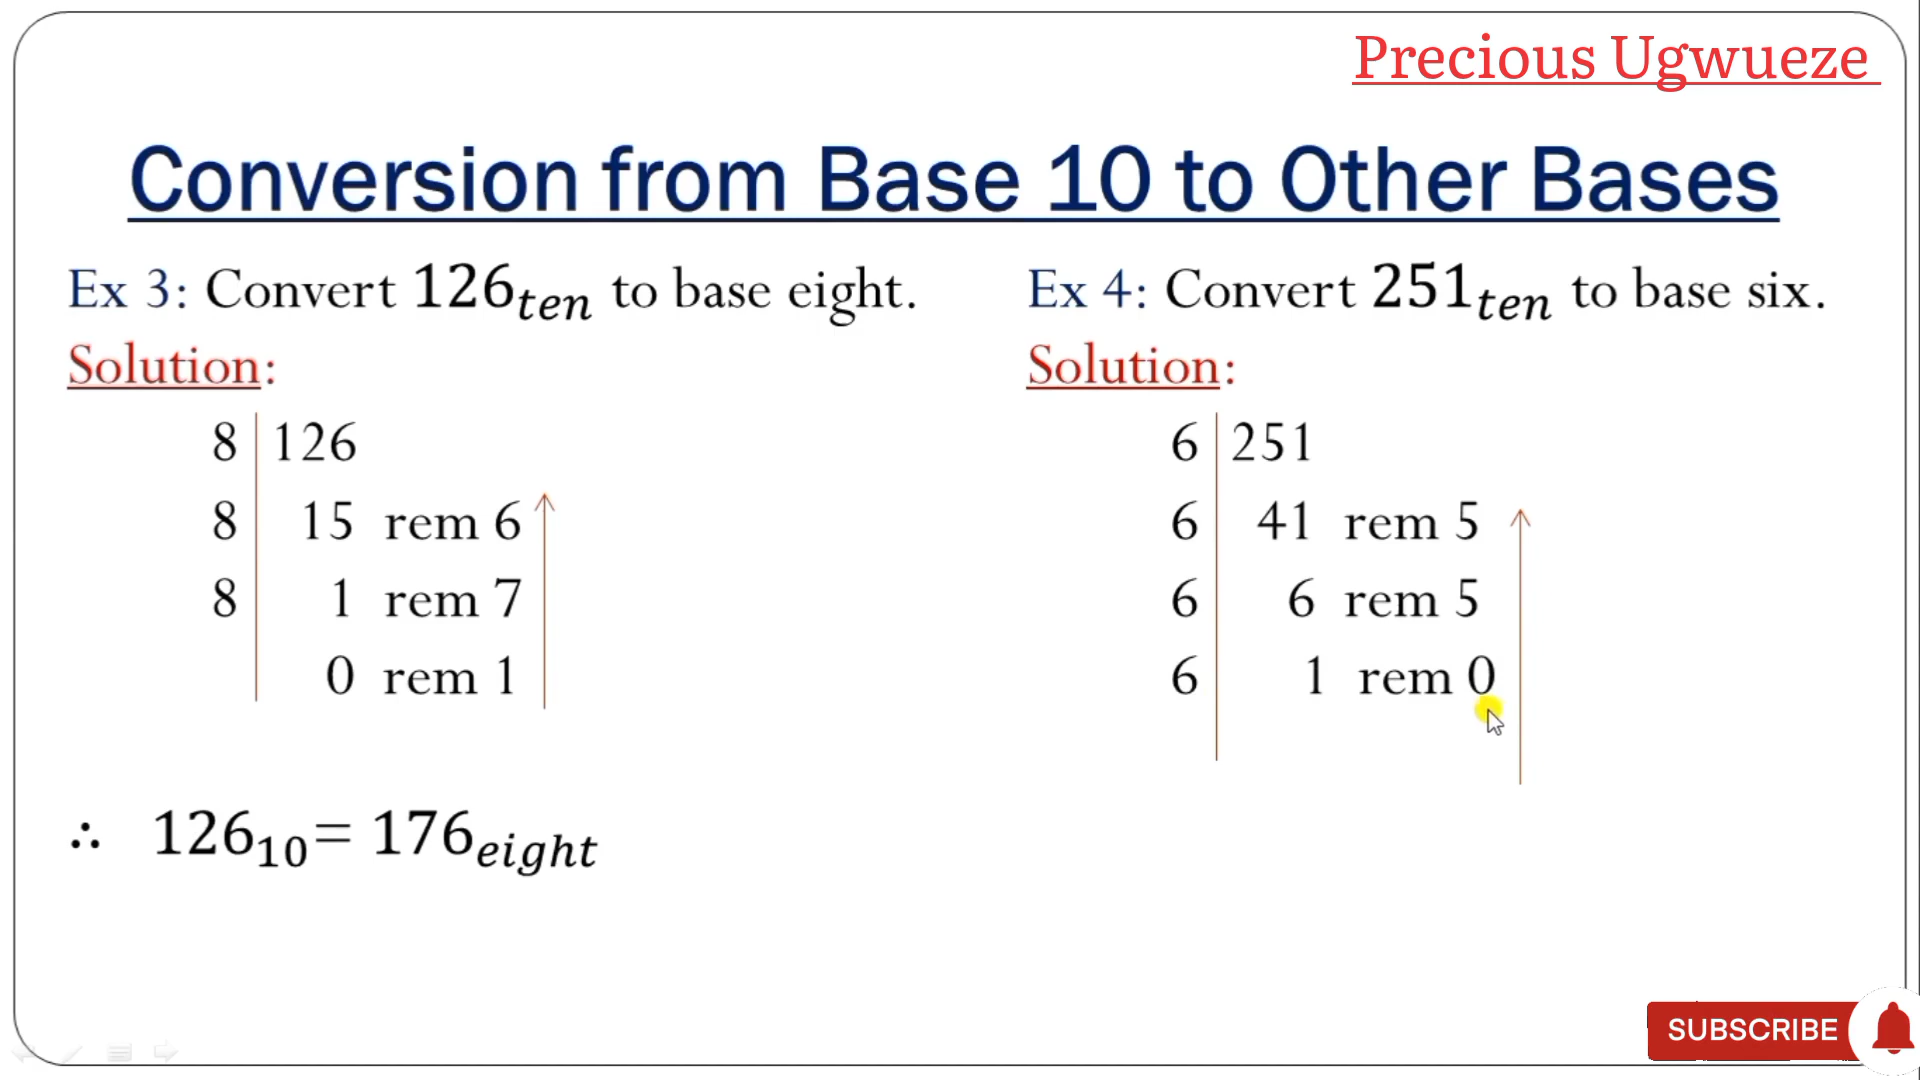 Precious Ugwueze
Conversion from Base 10 to Other Bases
Ex 3: Convert 126ten to base eight.
Solution:
8 126
8 15 rem 6
8 1 rem 7
0 rem 1
∴ 12610= 176eight
Ex 4: Convert 251ten to base six.
Solution:
6 251
6 41 rem 5
6 6 rem 5
6 1 rem 0
SUBSCRIBE